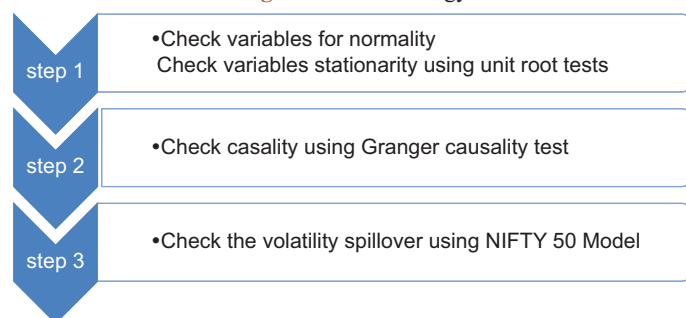 step 1
•Check variables for normality
Check variables stationarity using unit root tests
step 2
•Check casality using Granger causality test
step 3
•Check the volatility spillover using NIFTY 50 Model